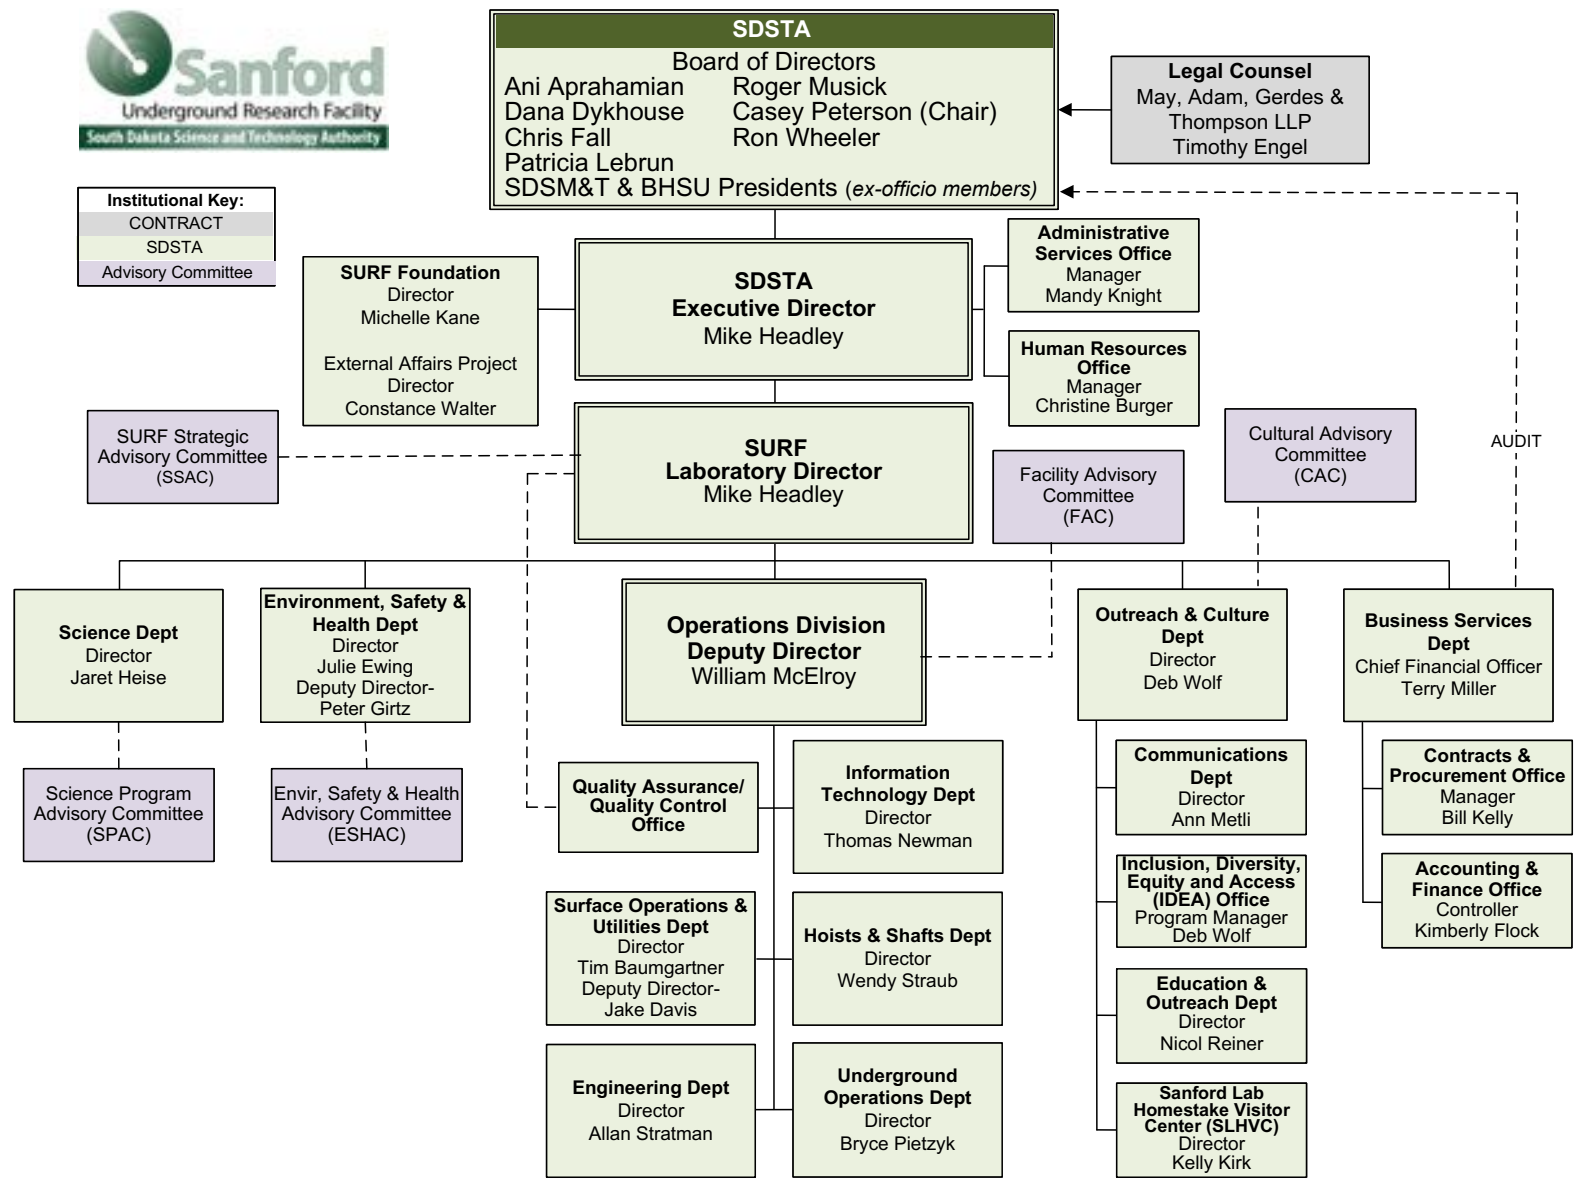 Sanford
Underground Research Facility
South Dakota Science and Technology Authority
Institutional Key:
CONTRACT
SDSTA
Advisory Committee
SDSTA
Board of Directors
Ani Aprahamian Roger Musick
Dana Dykhouse Casey Peterson (Chair)
Chris Fall Ron Wheeler
Patricia Lebrun
SDSM&T & BHSU Presidents (ex-officio members)
Legal Counsel
May, Adam, Gerdes &
Thompson LLP
Timothy Engel
SURF Foundation
Director
Michelle Kane
External Affairs Project
Director
Constance Walter
SDSTA
Executive Director
Mike Headley
Administrative
Services Office
Manager
Mandy Knight
Human Resources
Office
Manager
Christine Burger
SURF Strategic
Advisory Committee
(SSAC)
SURF
Laboratory Director
Mike Headley
Facility Advisory
Committee
(FAC)
Cultural Advisory
Committee
(CAC)
AUDIT
Science Dept
Director
Jaret Heise
Environment, Safety &
Health Dept
Director
Julie Ewing
Deputy Director-
Peter Girtz
Operations Division
Deputy Director
William McElroy
Outreach & Culture
Dept
Director
Deb Wolf
Business Services
Dept
Chief Financial Officer
Terry Miller
Science Program
Advisory Committee
(SPAC)
Envir, Safety & Health
Advisory Committee
(ESHAC)
Quality Assurance/
Quality Control
Office
Information
Technology Dept
Director
Thomas Newman
Surface Operations &
Utilities Dept
Director
Tim Baumgartner
Deputy Director-
Jake Davis
Hoists & Shafts Dept
Director
Wendy Straub
Engineering Dept
Director
Allan Stratman
Underground
Operations Dept
Director
Bryce Pietzyk
Communications
Dept
Director
Ann Metli
Inclusion, Diversity,
Equity and Access
(IDEA) Office
Program Manager
Deb Wolf
Education &
Outreach Dept
Director
Nicol Reiner
Sanford Lab
Homestake Visitor
Center (SLHVC)
Director
Kelly Kirk
Contracts &
Procurement Office
Manager
Bill Kelly
Accounting &
Finance Office
Controller
Kimberly Flock